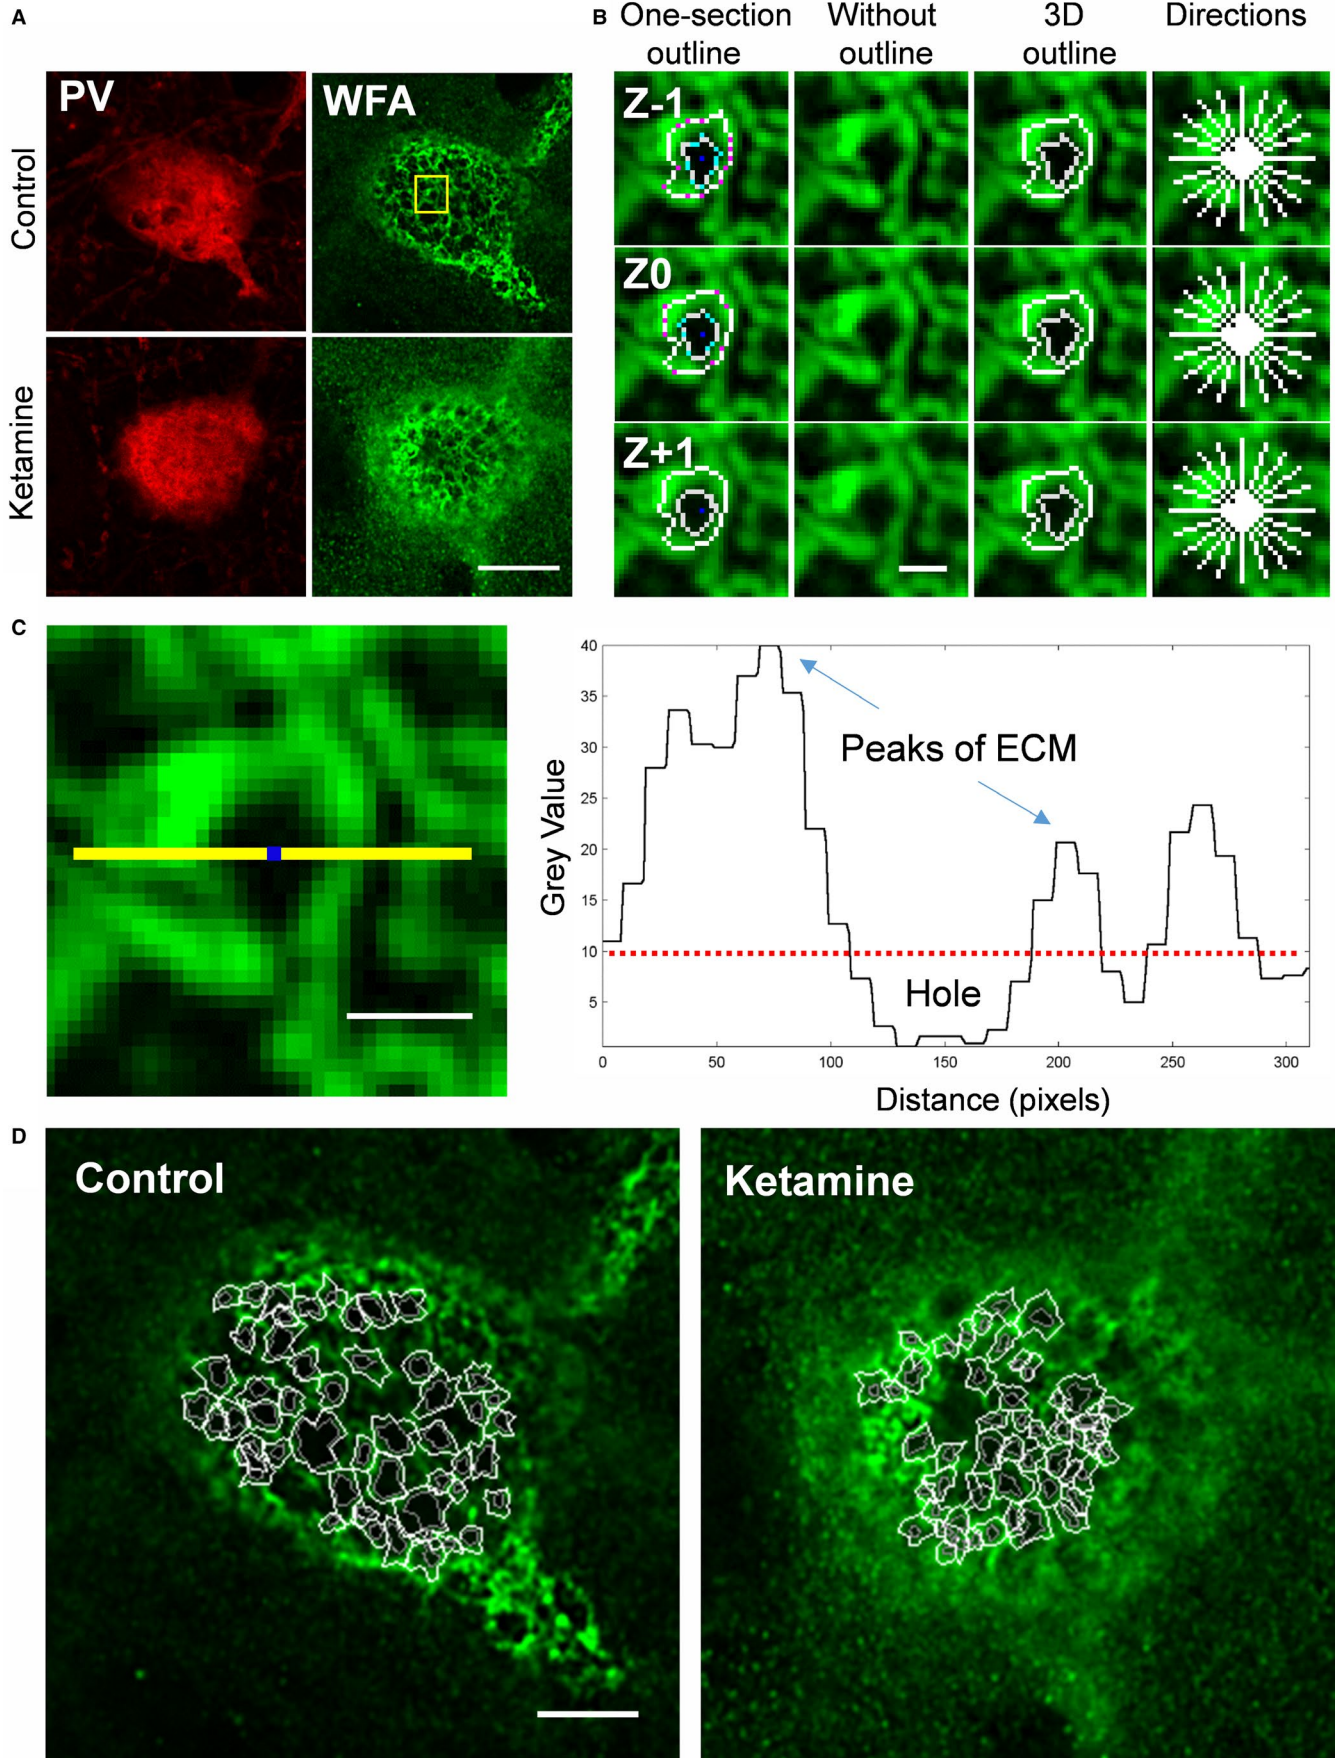 A
PV
WFA
Control
Ketamine
B
One-section outline
Without outline
3D outline
Directions
Z-1
Z0
Z+1
C
40
35
30
25
20
15
10
5
0
50
100
150
200
250
300
Grey Value
Peaks of ECM
Hole
Distance (pixels)
D
Control
Ketamine